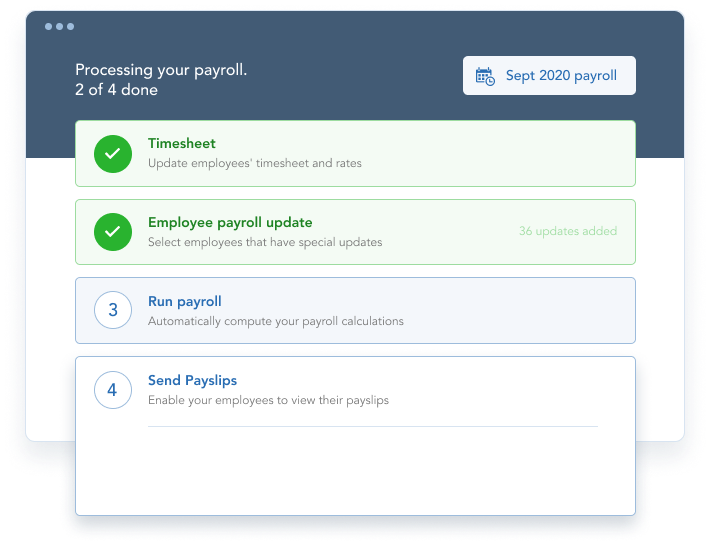 Processing your payroll.
2 of 4 done
Sept 2020 payroll
Timesheet
Update employees' timesheet and rates
Employee payroll update
Select employees that have special updates
36 updates added
3
Run payroll
Automatically compute your payroll calculations
4
Send Payslips
Enable your employees to view their payslips